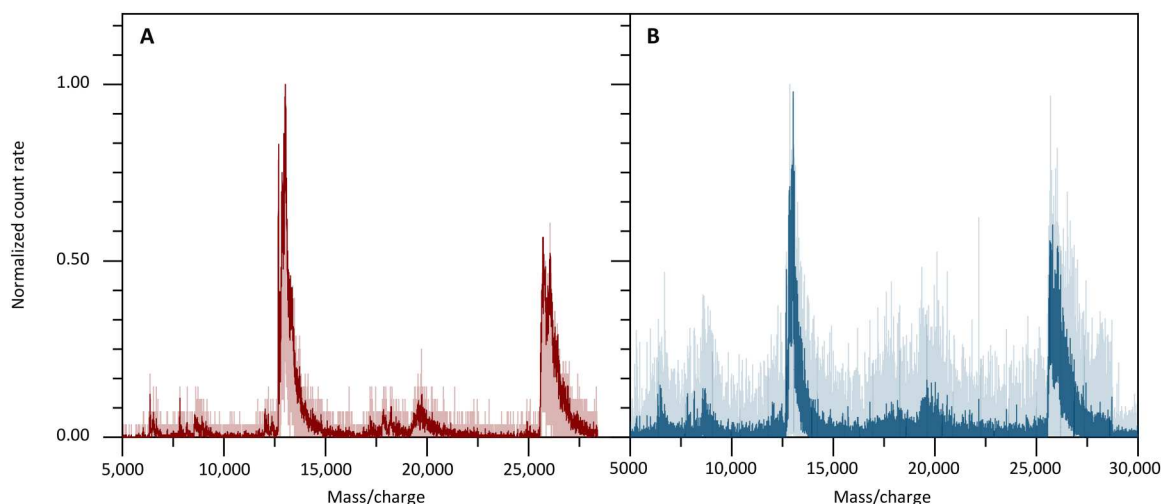 A
B
1.00
0.50
0.00
Normalized count rate
5,000 10,000 15,000 20,000 25,000
5000 10,000 15,000 20,000 25,000 30,000
Mass/charge
Mass/charge